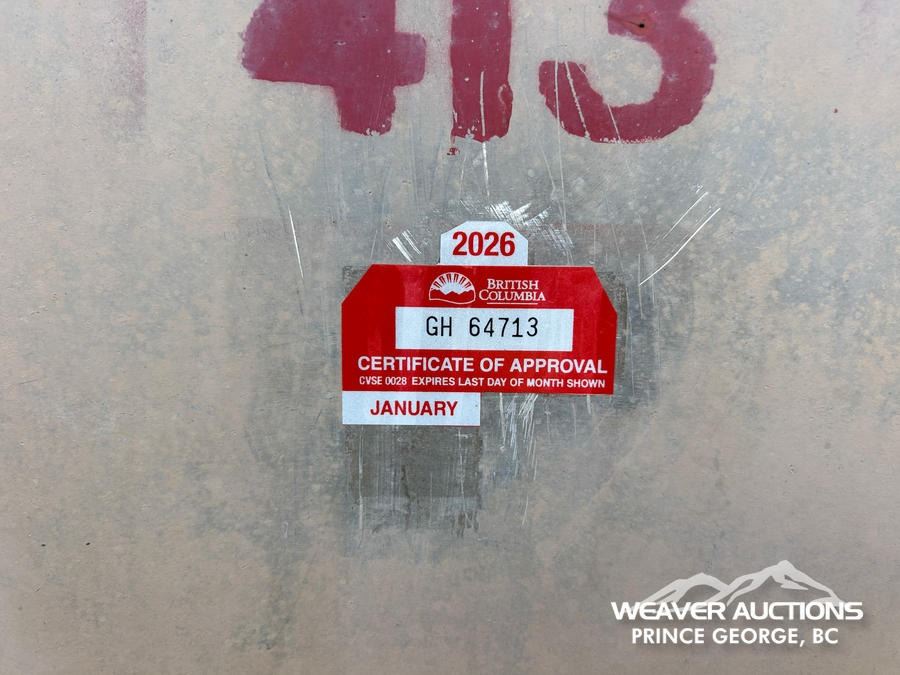 413
2026
BRITISH
COLUMBIA
GH 64713
CERTIFICATE OF APPROVAL
CVSE 0028 EXPIRES LAST DAY OF MONTH SHOWN
JANUARY
WEAVER AUCTIONS
PRINCE GEORGE, BC